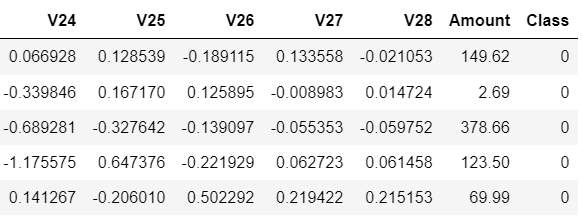 V24 V25 V26 V27 V28 Amount Class
0.066928 0.128539 -0.189115 0.133558 -0.021053 149.62 0
-0.339846 0.167170 0.125895 -0.008983 0.014724 2.69 0
-0.689281 -0.327642 -0.139097 -0.055353 -0.059752 378.66 0
-1.175575 0.647376 -0.221929 0.062723 0.061458 123.50 0
0.141267 -0.206010 0.502292 0.219422 0.215153 69.99 0